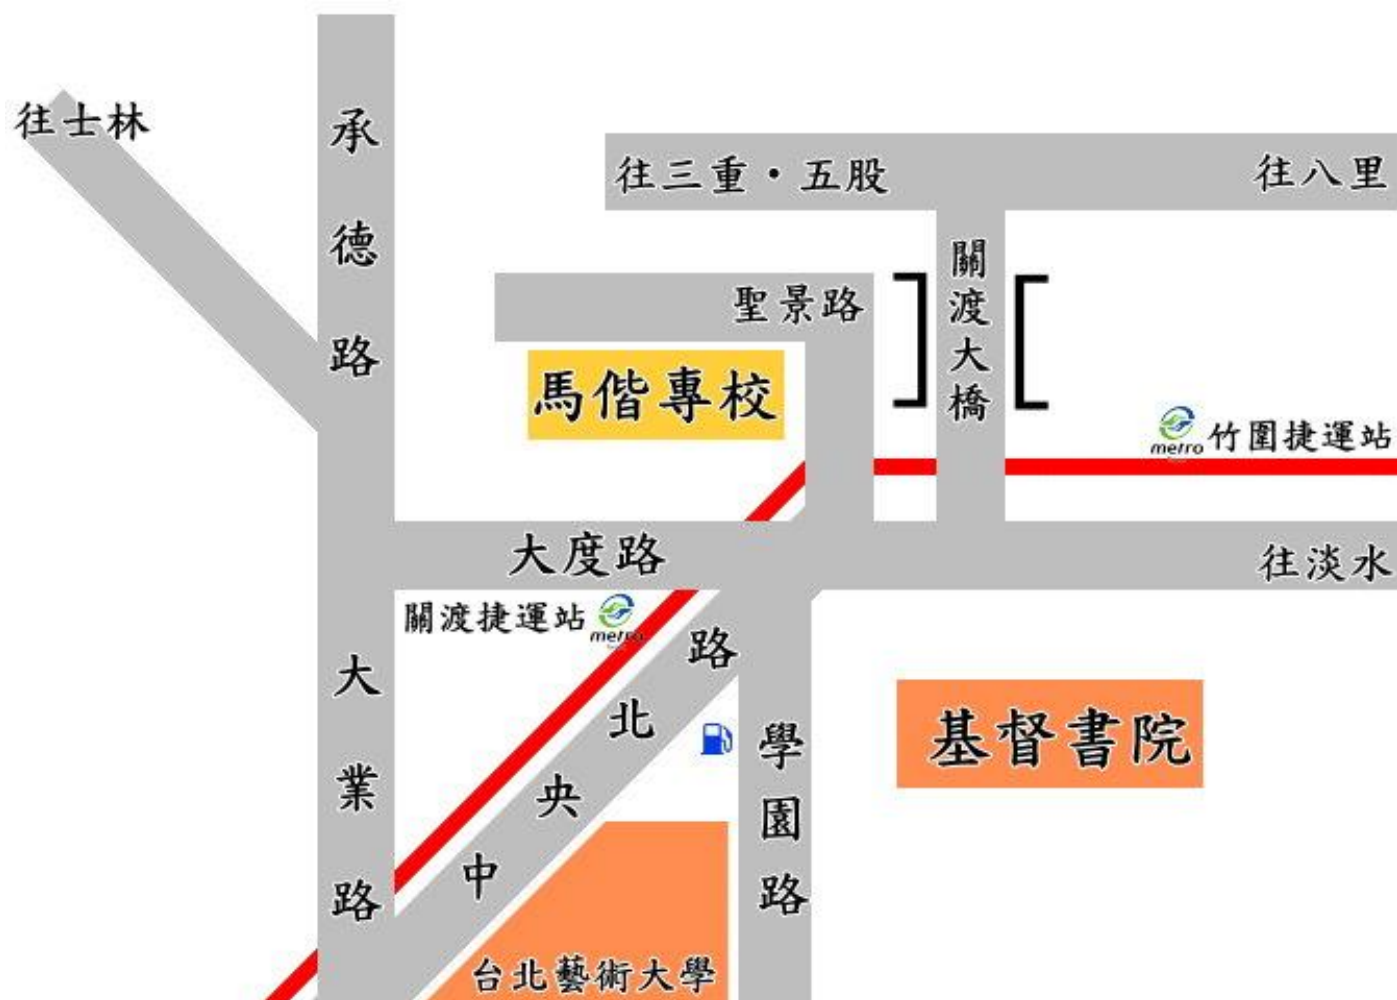 往士林
承德路
往三重・五股
往八里
關渡大橋
聖景路
馬偕專校
metro
竹圍捷運站
大度路
往淡水
關渡捷運站
metro
大業路
中央北路
學園路
基督書院
台北藝術大學